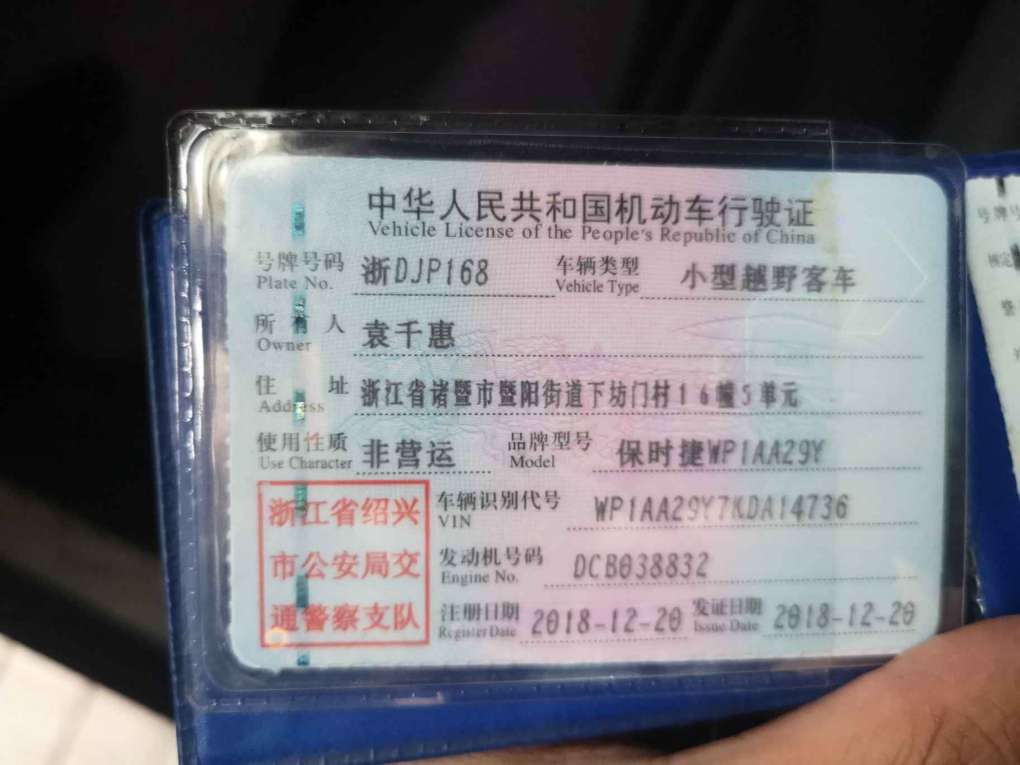 中华人民共和国机动车行驶证
Vehicle License of the People's Republic of China
号牌号码 浙DJP168 车辆类型 小型越野客车
Plate No. Vehicle Type
所有人 袁千惠
Owner
住址 浙江省诸暨市暨阳街道下坊门村16幢5单元
Address
使用性质 非营运 品牌型号 保时捷WP1AA29Y
Use Character Model
浙江省绍兴
市公安局交
通警察支队
车辆识别代号 WP1AA29Y7KDA14736
VIN
发动机号码 DCB038832
Engine No.
注册日期 2018-12-20 发证日期 2018-12-20
Register Date Issue Date
号牌号
核定